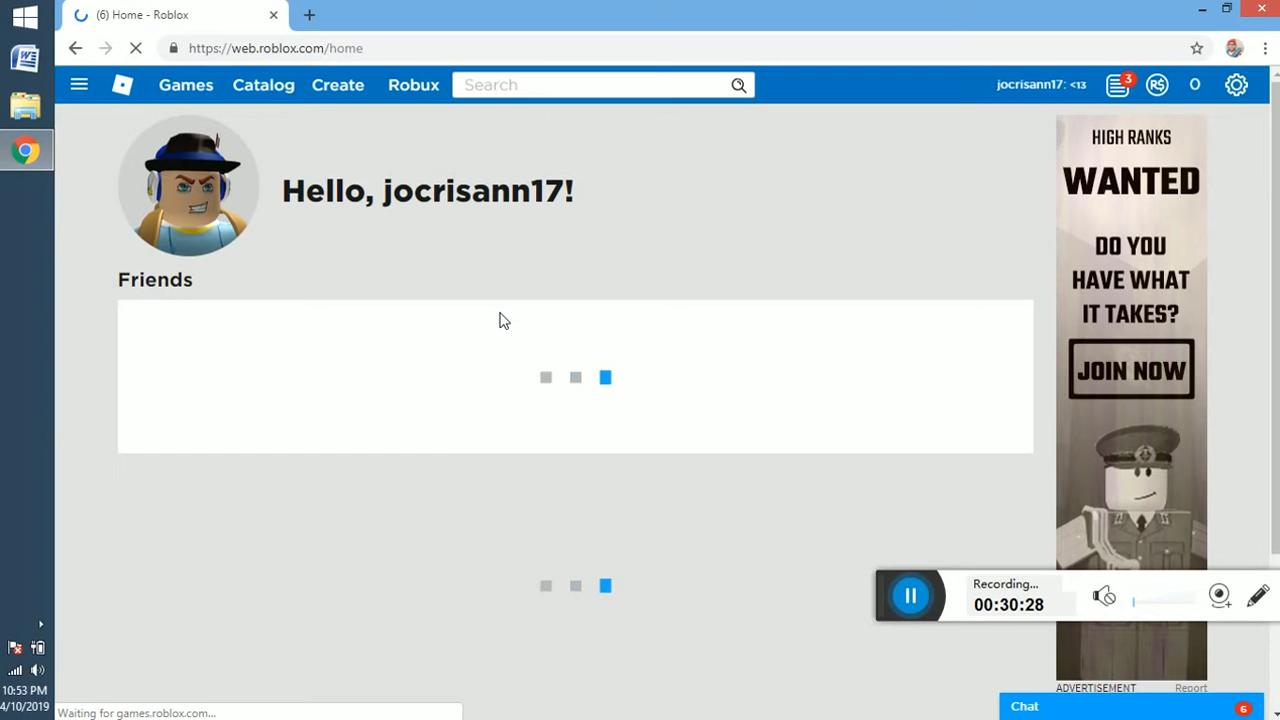 (6) Home - Roblox
https://web.roblox.com/home
Games Catalog Create Robux Search jocrisann17: <13 3 R$ 0
Hello, jocrisann17!
Friends
HIGH RANKS
WANTED
DO YOU
HAVE WHAT
IT TAKES?
JOIN NOW
Recording...
00:30:28
ADVERTISEMENT Report
Chat 6
10:53 PM
4/10/2019
Waiting for games.roblox.com...